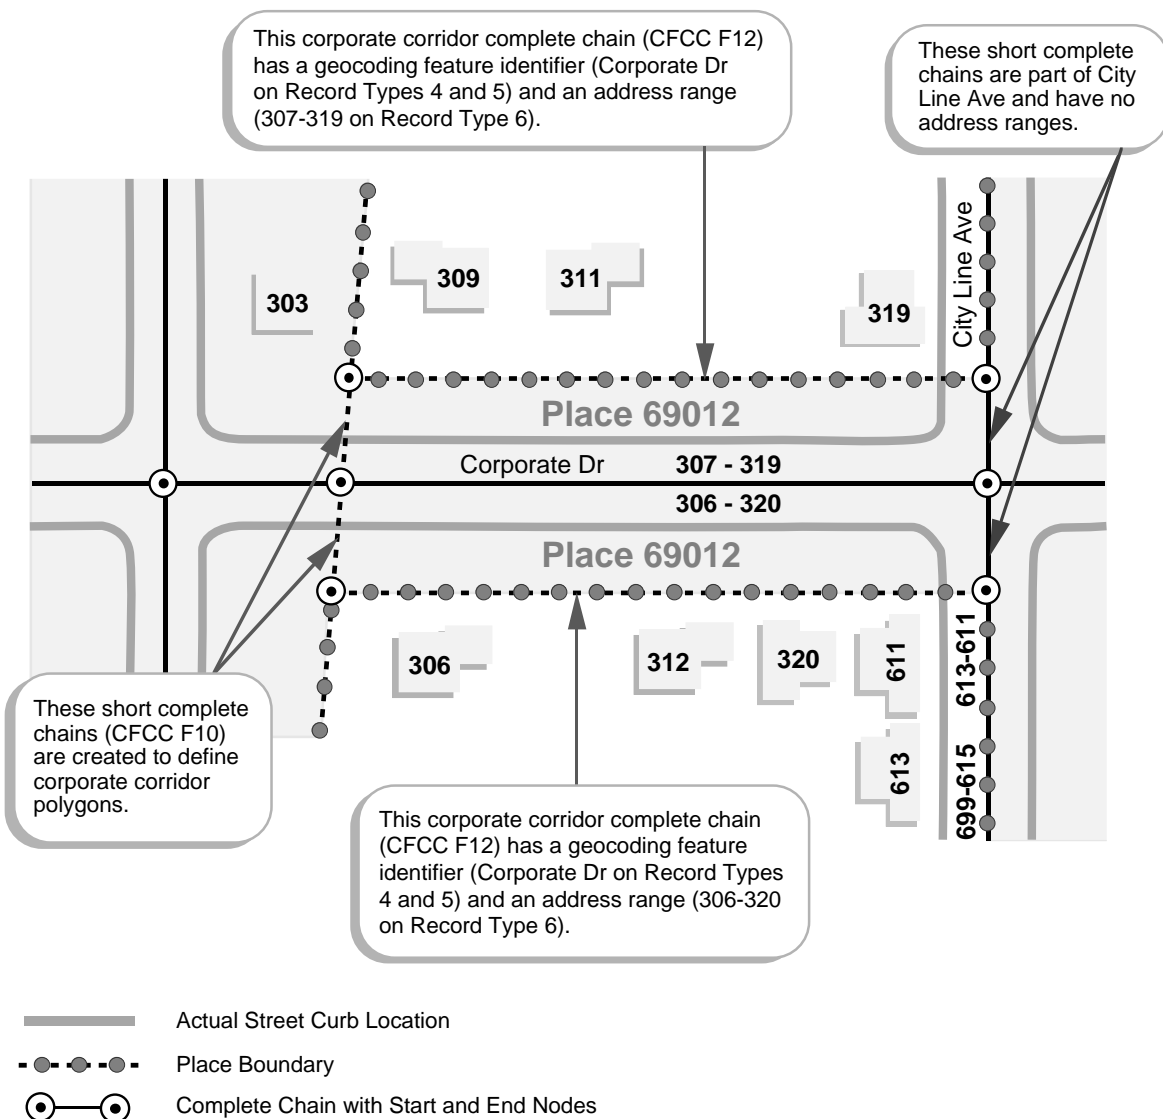 This corporate corridor complete chain (CFCC F12)
has a geocoding feature identifier (Corporate Dr
on Record Types 4 and 5) and an address range
(307-319 on Record Type 6).
These short complete
chains are part of City
Line Ave and have no
address ranges.
City Line Ave
303
309
311
319
Place 69012
Corporate Dr 307 - 319
306 - 320
Place 69012
306
312
320
611
613-611
613
699-615
These short complete
chains (CFCC F10)
are created to define
corporate corridor
polygons.
This corporate corridor complete chain
(CFCC F12) has a geocoding feature
identifier (Corporate Dr on Record Types
4 and 5) and an address range (306-320
on Record Type 6).
Actual Street Curb Location
Place Boundary
Complete Chain with Start and End Nodes